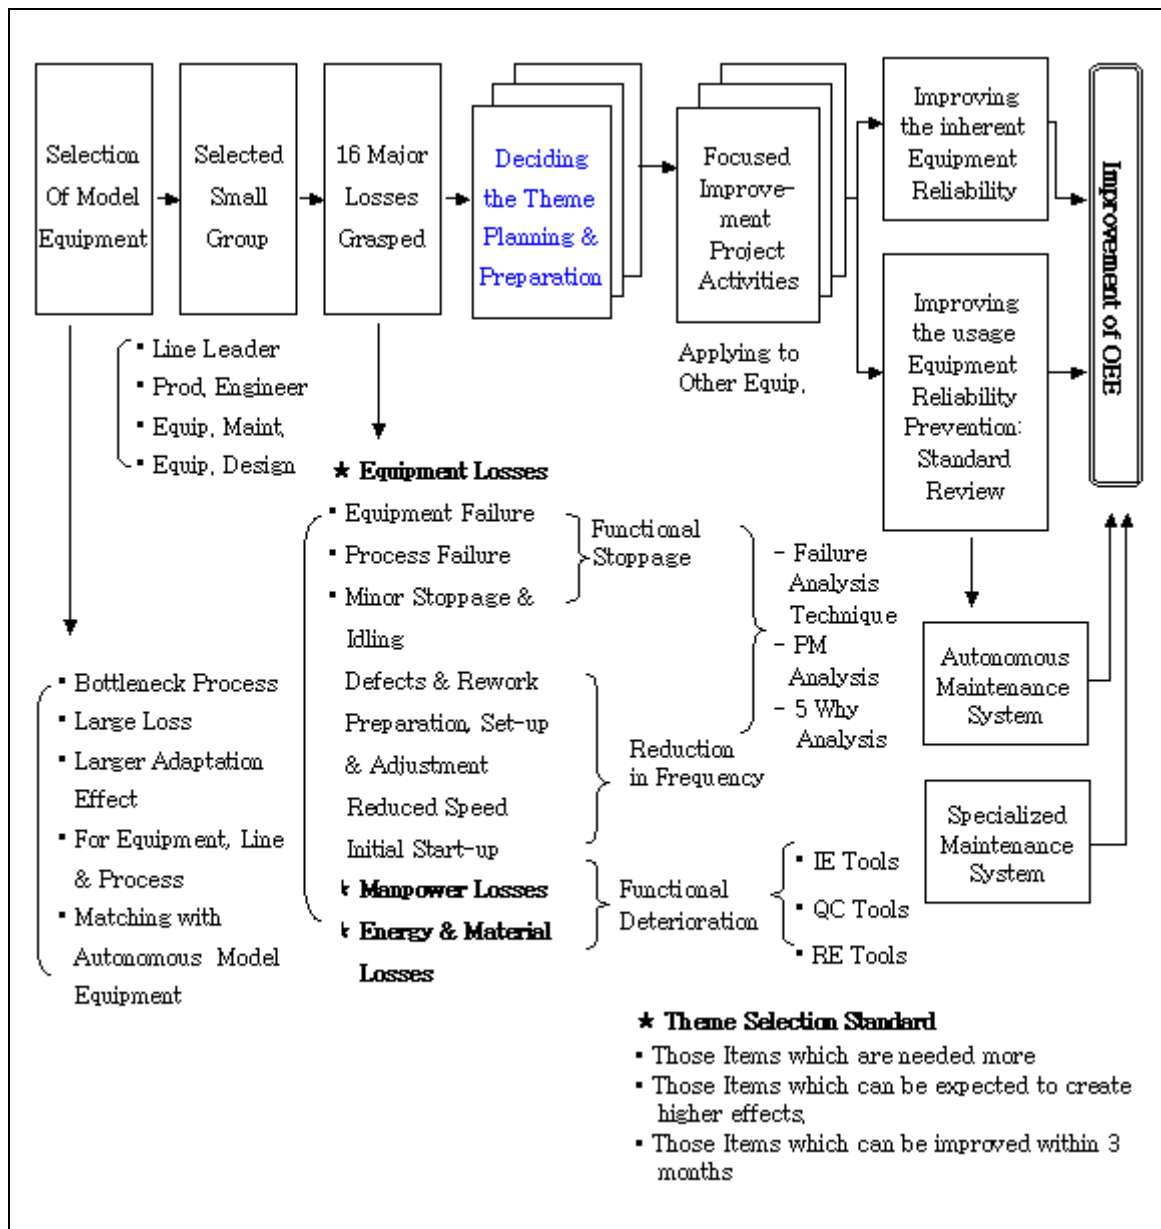 Selection
Of Model
Equipment
Selected
Small
Group
16 Major
Losses
Grasped
Deciding
the Theme
Planning &
Preparation
Focused
Improve-
ment
Project
Activities
Improving
the inherent
Equipment
Reliability
Improvement of OEE
Improving
the usage
Equipment
Reliability
Prevention:
Standard
Review
Applying to
Other Equip.
▪ Line Leader
▪ Prod. Engineer
▪ Equip. Maint.
▪ Equip. Design
★ Equipment Losses
▪ Equipment Failure
▪ Process Failure
▪ Minor Stoppage &
Idling
Defects & Rework
Preparation, Set-up
& Adjustment
Reduced Speed
Initial Start-up
★ Manpower Losses
★ Energy & Material
Losses
Functional
Stoppage
Reduction
in Frequency
Functional
Deterioration
- Failure
Analysis
Technique
- PM
Analysis
- 5 Why
Analysis
▪ IE Tools
▪ QC Tools
▪ RE Tools
Autonomous
Maintenance
System
Specialized
Maintenance
System
▪ Bottleneck Process
▪ Large Loss
▪ Larger Adaptation
Effect
▪ For Equipment, Line
& Process
▪ Matching with
Autonomous Model
Equipment
★ Theme Selection Standard
▪ Those Items which are needed more
▪ Those Items which can be expected to create
higher effects,
▪ Those Items which can be improved within 3
months